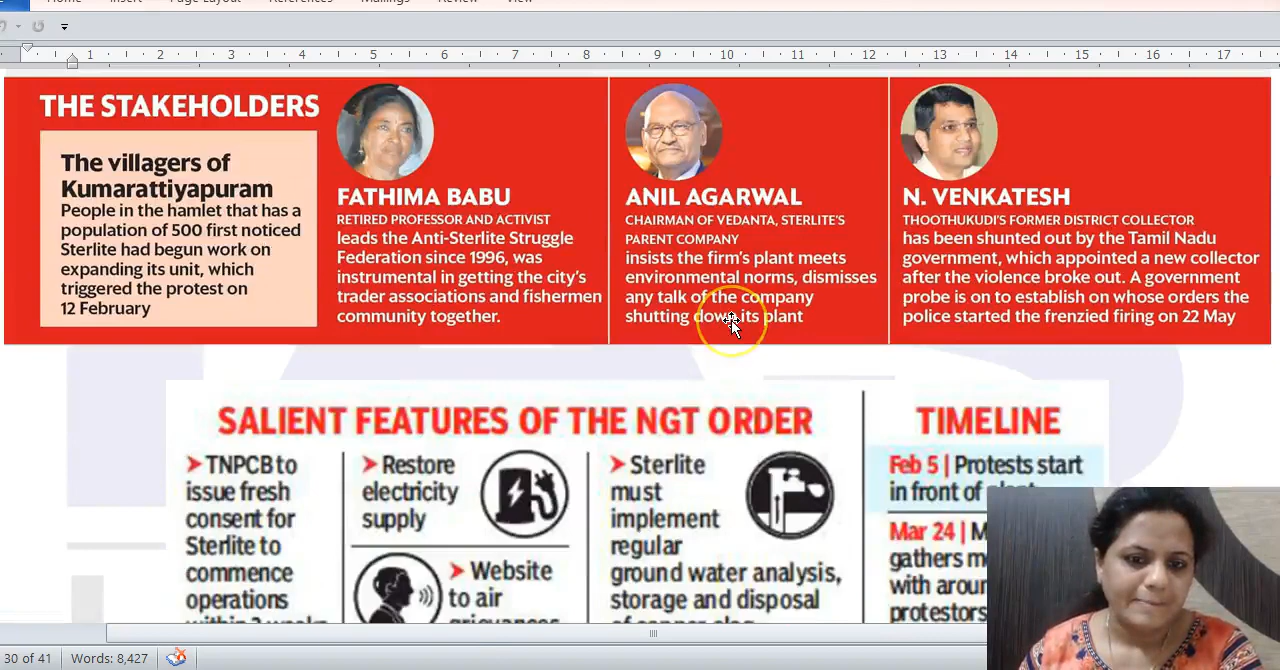 Home Insert Page Layout References Mailings Review View
1 2 3 4 5 6 7 8 9 10 11 12 13 14 15 16 17
THE STAKEHOLDERS
The villagers of
Kumarattiyapuram
People in the hamlet that has a
population of 500 first noticed
Sterlite had begun work on
expanding its unit, which
triggered the protest on
12 February
FATHIMA BABU
RETIRED PROFESSOR AND ACTIVIST
leads the Anti-Sterlite Struggle
Federation since 1996, was
instrumental in getting the city's
trader associations and fishermen
community together.
ANIL AGARWAL
CHAIRMAN OF VEDANTA, STERLITE'S
PARENT COMPANY
insists the firm's plant meets
environmental norms, dismisses
any talk of the company
shutting down its plant
N. VENKATESH
THOOTHUKUDI'S FORMER DISTRICT COLLECTOR
has been shunted out by the Tamil Nadu
government, which appointed a new collector
after the violence broke out. A government
probe is on to establish on whose orders the
police started the frenzied firing on 22 May
SALIENT FEATURES OF THE NGT ORDER
➤ TNPCB to
issue fresh
consent for
Sterlite to
commence
operations
➤ Restore
electricity
supply
➤ Website
to air
grievances
➤ Sterlite
must
implement
regular
ground water analysis,
storage and disposal
of copper slag
TIMELINE
Feb 5 | Protests start
in front of
Mar 24 |
gathers
with
protestors
30 of 41 Words: 8,427